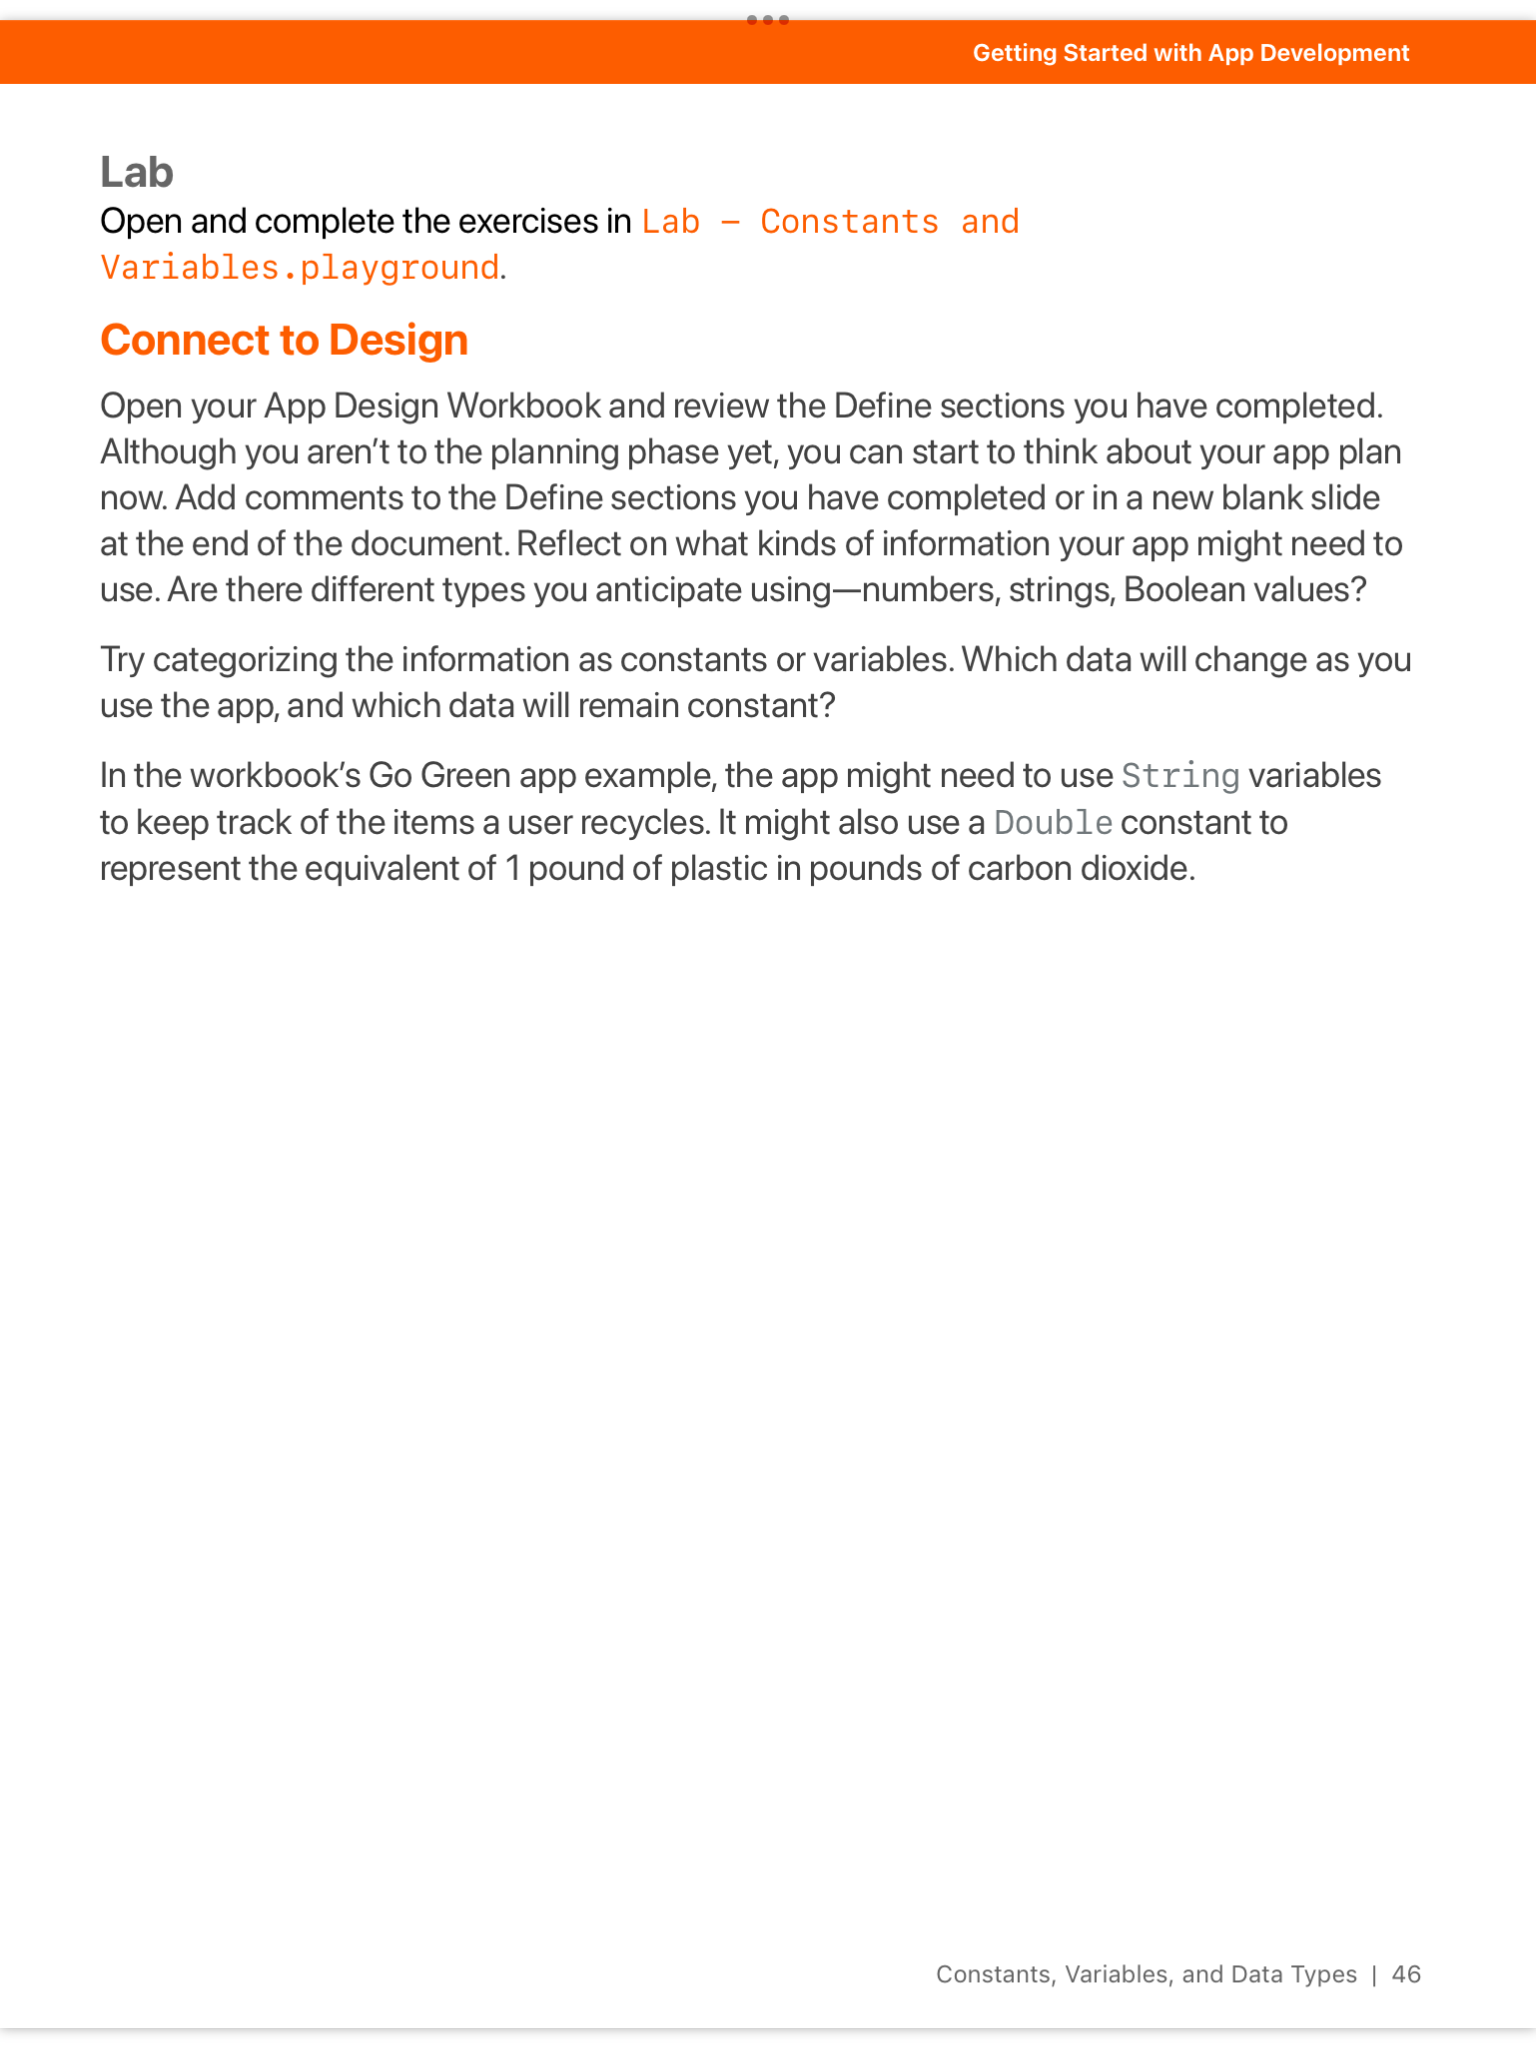 Getting Started with App Development
Lab
Open and complete the exercises in Lab – Constants and
Variables.playground.
Connect to Design
Open your App Design Workbook and review the Define sections you have completed.
Although you aren’t to the planning phase yet, you can start to think about your app plan
now. Add comments to the Define sections you have completed or in a new blank slide
at the end of the document. Reflect on what kinds of information your app might need to
use. Are there different types you anticipate using—numbers, strings, Boolean values?
Try categorizing the information as constants or variables. Which data will change as you
use the app, and which data will remain constant?
In the workbook’s Go Green app example, the app might need to use String variables
to keep track of the items a user recycles. It might also use a Double constant to
represent the equivalent of 1 pound of plastic in pounds of carbon dioxide.
Constants, Variables, and Data Types | 46